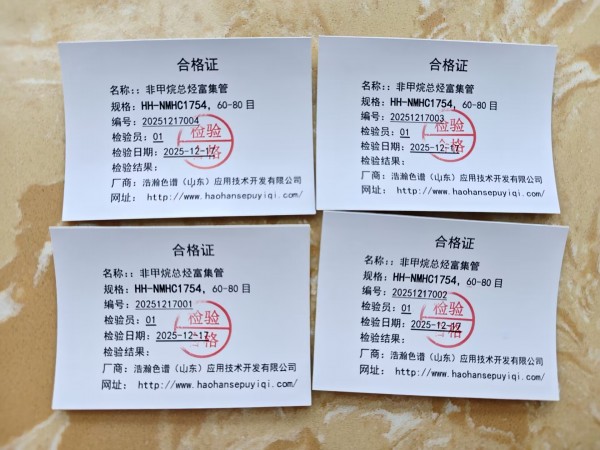 合格证
名称：：非甲烷总烃富集管
规格：HH-NMHC1754，60-80 目
编号：20251217004
检验员：01
检验日期：2025-12-17
检验结果：
厂商：浩瀚色谱（山东）应用技术开发有限公司
网址： http://www.haohansepuyiqi.com/
检验
合格
合格证
名称：：非甲烷总烃富集管
规格：HH-NMHC1754，60-80 目
编号：20251217003
检验员：01
检验日期：2025-12-17
检验结果：
厂商：浩瀚色谱（山东）应用技术开发有限公司
网址： http://www.haohansepuyiqi.com/
检验
合格
合格证
名称：：非甲烷总烃富集管
规格：HH-NMHC1754，60-80 目
编号：20251217001
检验员：01
检验日期：2025-12-17
检验结果：
厂商：浩瀚色谱（山东）应用技术开发有限公司
网址： http://www.haohansepuyiqi.com/
检验
合格
合格证
名称：：非甲烷总烃富集管
规格：HH-NMHC1754，60-80 目
编号：20251217002
检验员：01
检验日期：2025-12-17
检验结果：
厂商：浩瀚色谱（山东）应用技术开发有限公司
网址： http://www.haohansepuyiqi.com/
检验
合格